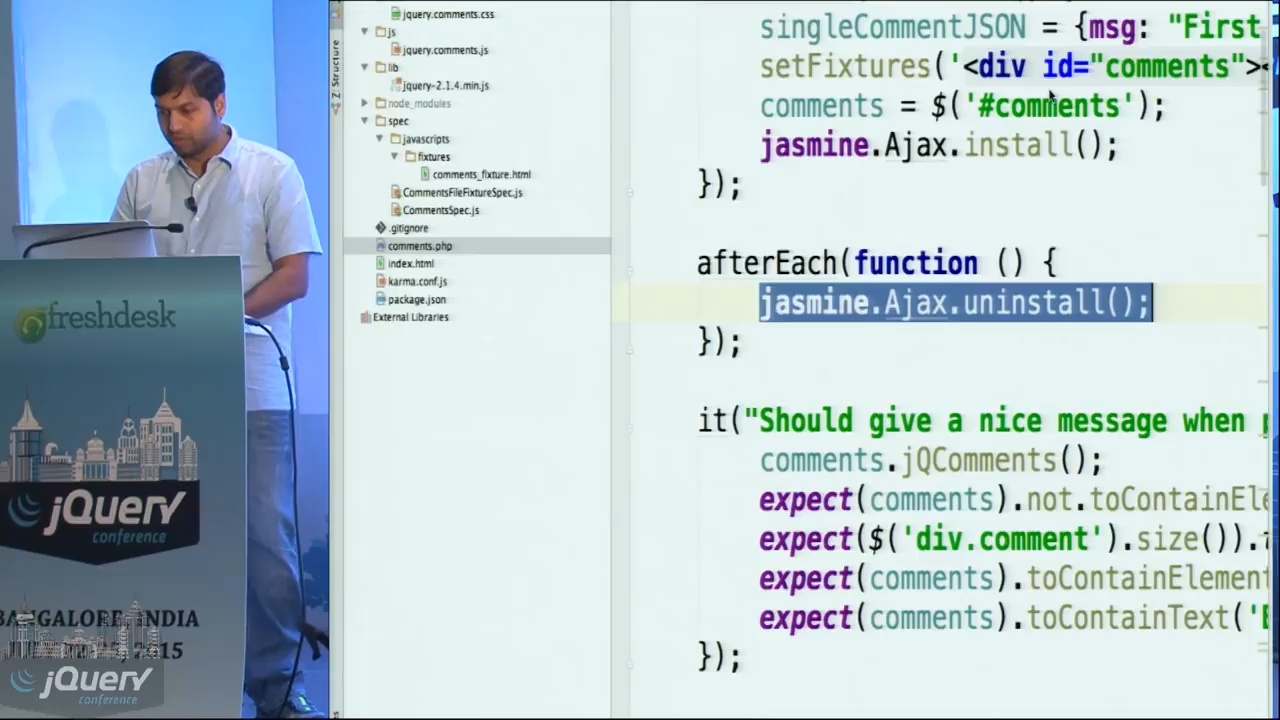 freshdesk
jQuery
conference
BANGALORE, INDIA
2015
jQuery
conference
Z: Structure
jquery.comments.css
js
jquery.comments.js
lib
jquery-2.1.4.min.js
node_modules
spec
javascripts
fixtures
comments_fixture.html
CommentsFileFixtureSpec.js
CommentsSpec.js
.gitignore
comments.php
index.html
karma.conf.js
package.json
External Libraries
singleCommentJSON = {msg: "First
setFixtures('<div id="comments"><
comments = $('#comments');
jasmine.Ajax.install();
});
afterEach(function () {
jasmine.Ajax.uninstall();
});
it("Should give a nice message when
comments.jQComments();
expect(comments).not.toContainEle
expect($('div.comment').size()).
expect(comments).toContainElement
expect(comments).toContainText('
});